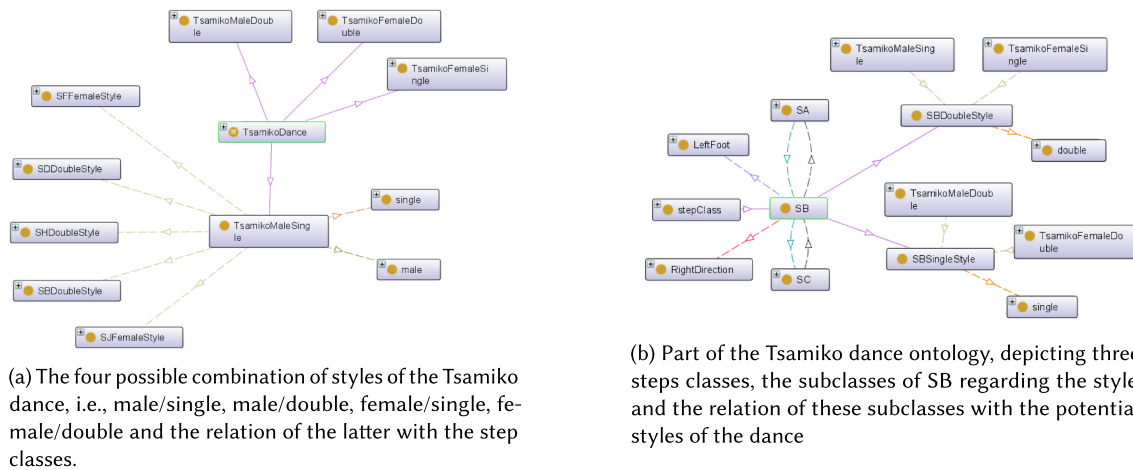 TsamikoMaleDoub
le
TsamikoFemaleDo
uble
TsamikoFemaleSi
ngle
SFFemaleStyle
TsamikoDance
SDDoubleStyle
single
SHDoubleStyle
TsamikoMaleSing
le
male
SBDoubleStyle
SJFemaleStyle
(a) The four possible combination of styles of the Tsamiko
dance, i.e., male/single, male/double, female/single, fe-
male/double and the relation of the latter with the step
classes.
TsamikoMaleSing
le
TsamikoFemaleSi
ngle
SA
SBDoubleStyle
LeftFoot
double
TsamikoMaleDoub
le
stepClass
SB
TsamikoFemaleDo
uble
SBSingleStyle
RightDirection
SC
single
(b) Part of the Tsamiko dance ontology, depicting three
steps classes, the subclasses of SB regarding the style
and the relation of these subclasses with the potentia
styles of the dance